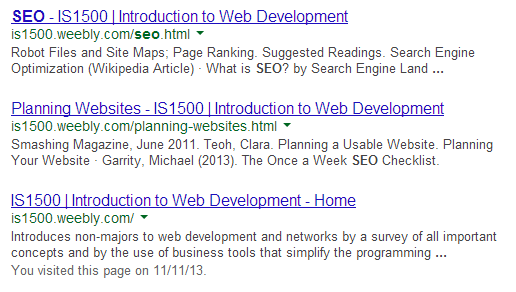 SEO - IS1500 | Introduction to Web Development
is1500.weebly.com/seo.html
Robot Files and Site Maps; Page Ranking. Suggested Readings. Search Engine
Optimization (Wikipedia Article) · What is SEO? by Search Engine Land ...
Planning Websites - IS1500 | Introduction to Web Development
is1500.weebly.com/planning-websites.html
Smashing Magazine, June 2011. Teoh, Clara. Planning a Usable Website. Planning
Your Website · Garrity, Michael (2013). The Once a Week SEO Checklist.
IS1500 | Introduction to Web Development - Home
is1500.weebly.com/
Introduces non-majors to web development and networks by a survey of all important
concepts and by the use of business tools that simplify the programming ...
You visited this page on 11/11/13.